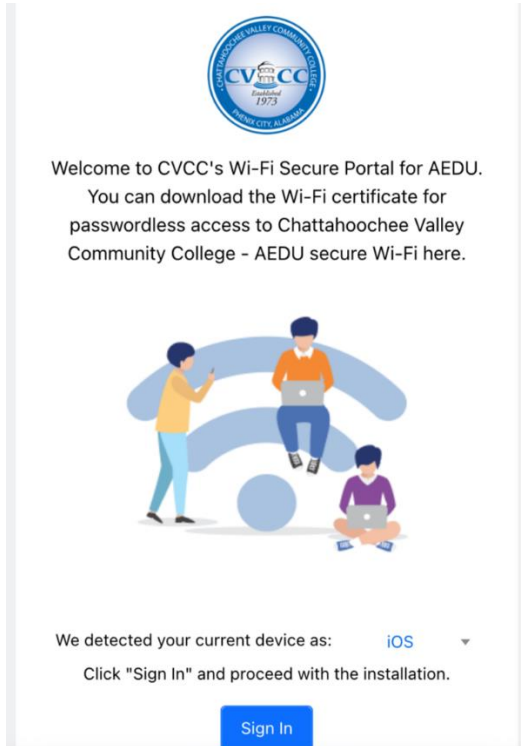 CHATTAHOOCHEE VALLEY COMMUNITY COLLEGE
CVCC
Established
1973
PHENIX CITY, ALABAMA
Welcome to CVCC's Wi-Fi Secure Portal for AEDU.
You can download the Wi-Fi certificate for
passwordless access to Chattahoochee Valley
Community College - AEDU secure Wi-Fi here.
We detected your current device as: iOS
Click "Sign In" and proceed with the installation.
Sign In